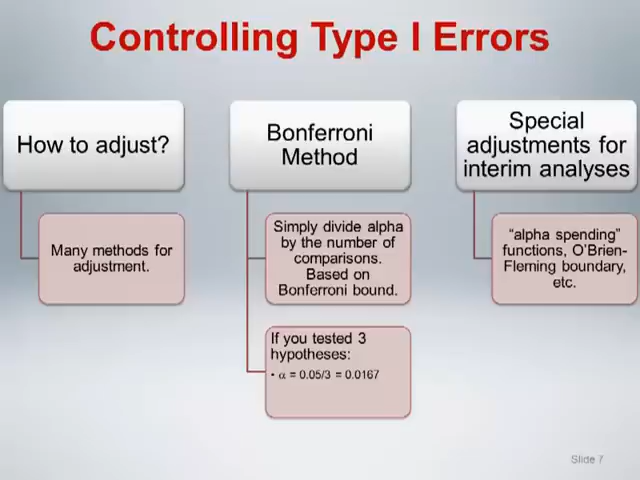 Controlling Type I Errors
How to adjust?
Many methods for
adjustment.
Bonferroni
Method
Simply divide alpha
by the number of
comparisons.
Based on
Bonferroni bound.
If you tested 3
hypotheses:
• α = 0.05/3 = 0.0167
Special
adjustments for
interim analyses
“alpha spending”
functions, O’Brien-
Fleming boundary,
etc.
Slide 7